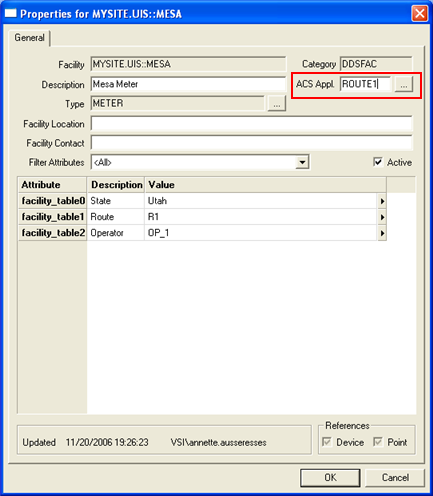 Properties for MYSITE.UIS::MESA
General
Facility MYSITE.UIS::MESA Category DDSFAC
Description Mesa Meter ACS Appl. ROUTE1 ...
Type METER ...
Facility Location
Facility Contact
Filter Attributes <All> Active
Attribute Description Value
facility_table0 State Utah
facility_table1 Route R1
facility_table2 Operator OP_1
References
Updated 11/20/2006 19:26:23 VSI\annette.ausseresses Device Point
OK Cancel